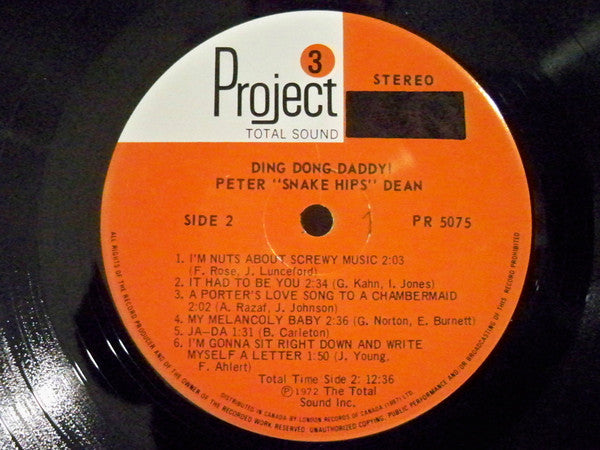 3
Project
TOTAL SOUND
STEREO
DING DONG DADDY!
PETER "SNAKE HIPS" DEAN
SIDE 2
1
PR 5075
1. I'M NUTS ABOUT SCREWY MUSIC 2:03
(F. Rose, J. Lunceford)
2. IT HAD TO BE YOU 2:34 (G. Kahn, I. Jones)
3. A PORTER'S LOVE SONG TO A CHAMBERMAID
2:02 (A. Razaf, J. Johnson)
4. MY MELANCOLY BABY 2:36 (G. Norton, E. Burnett)
5. JA-DA 1:31 (B. Carleton)
6. I'M GONNA SIT RIGHT DOWN AND WRITE
MYSELF A LETTER 1:50 (J. Young,
F. Ahlert)
Total Time Side 2: 12:36
Ⓟ1972 The Total
Sound Inc.
DISTRIBUTED IN CANADA BY-LONDON RECORDS OF CANADA (1967) LTD.
ALL RIGHTS OF THE RECORD PRODUCER AND OF THE OWNER OF THE RECORDED WORK RESERVED. UNAUTHORIZED COPYING, PUBLIC PERFORMANCE AND/OR BROADCASTING OF THIS RECORD PROHIBITED